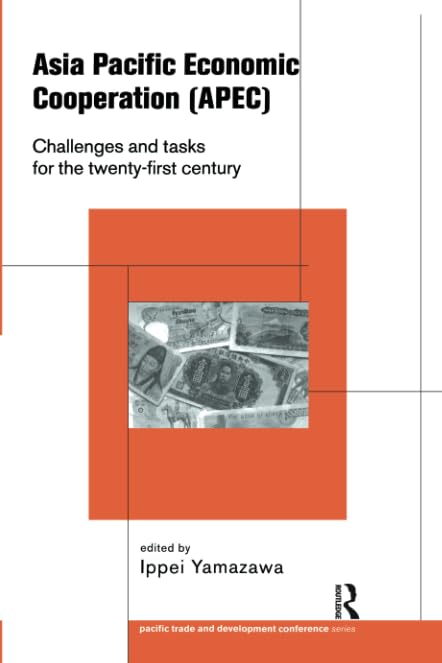 Asia Pacific Economic
Cooperation (APEC)
Challenges and tasks
for the twenty-first century
edited by
Ippei Yamazawa
ROUTLEDGE
pacific trade and development conference series